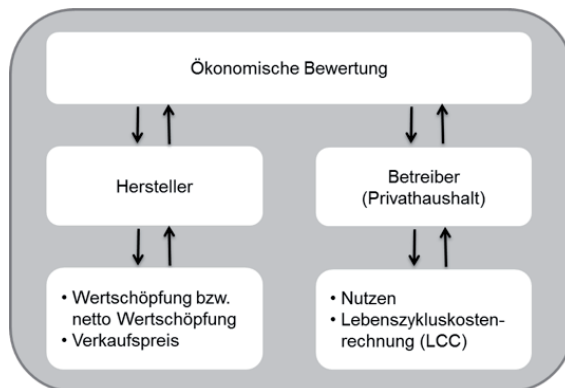 Ökonomische Bewertung
Hersteller
Betreiber
(Privathaushalt)
• Wertschöpfung bzw.
netto Wertschöpfung
• Verkaufspreis
• Nutzen
• Lebenszykluskosten-
rechnung (LCC)